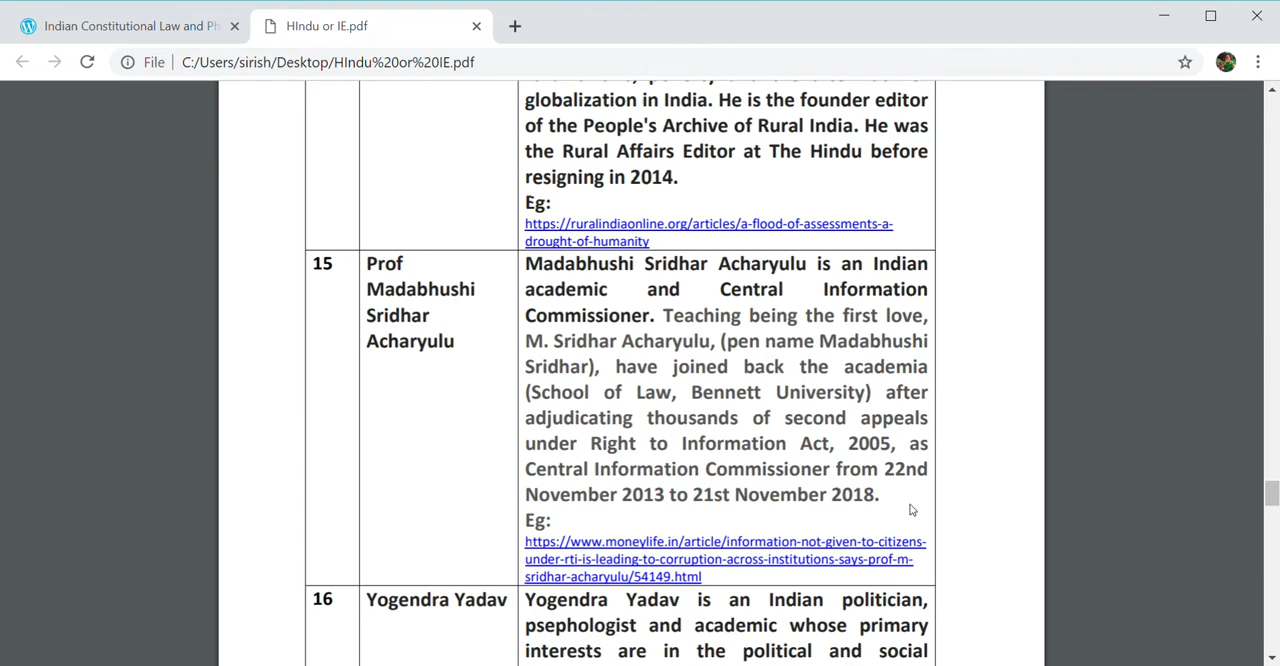 Indian Constitutional Law and Ph
HIndu or IE.pdf
File
C:/Users/sirish/Desktop/HIndu%20or%20IE.pdf
globalization in India. He is the founder editor
of the People's Archive of Rural India. He was
the Rural Affairs Editor at The Hindu before
resigning in 2014.
Eg:
https://ruralindiaonline.org/articles/a-flood-of-assessments-a-
drought-of-humanity
15
Prof
Madabhushi
Sridhar
Acharyulu
Madabhushi Sridhar Acharyulu is an Indian
academic and Central Information
Commissioner. Teaching being the first love,
M. Sridhar Acharyulu, (pen name Madabhushi
Sridhar), have joined back the academia
(School of Law, Bennett University) after
adjudicating thousands of second appeals
under Right to Information Act, 2005, as
Central Information Commissioner from 22nd
November 2013 to 21st November 2018.
Eg:
https://www.moneylife.in/article/information-not-given-to-citizens-
under-rti-is-leading-to-corruption-across-institutions-says-prof-m-
sridhar-acharyulu/54149.html
16
Yogendra Yadav
Yogendra Yadav is an Indian politician,
psephologist and academic whose primary
interests are in the political and social